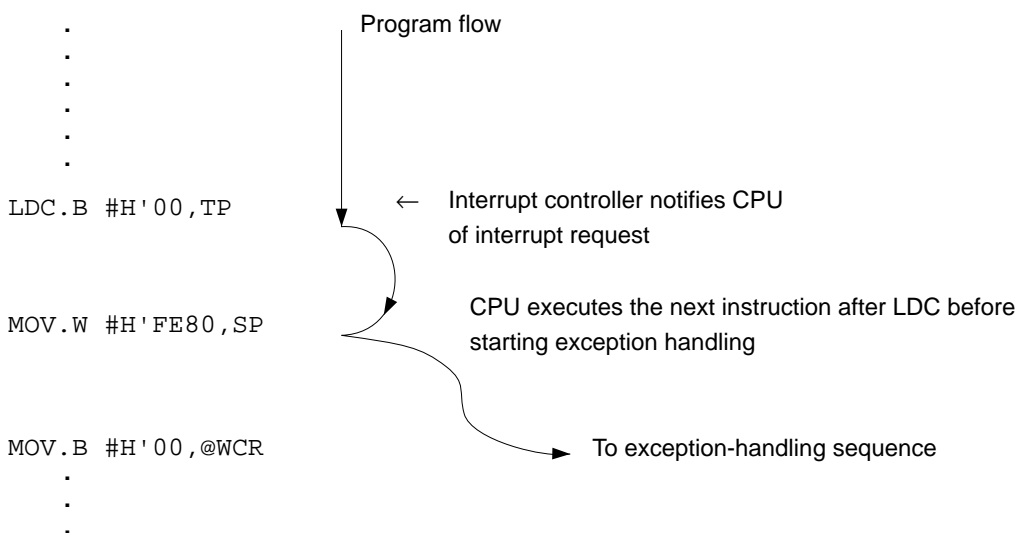 .
Program flow
.
.
.
.
.
LDC.B #H'00,TP
← Interrupt controller notifies CPU
of interrupt request
MOV.W #H'FE80,SP
CPU executes the next instruction after LDC before
starting exception handling
MOV.B #H'00,@WCR
To exception-handling sequence
.
.
.